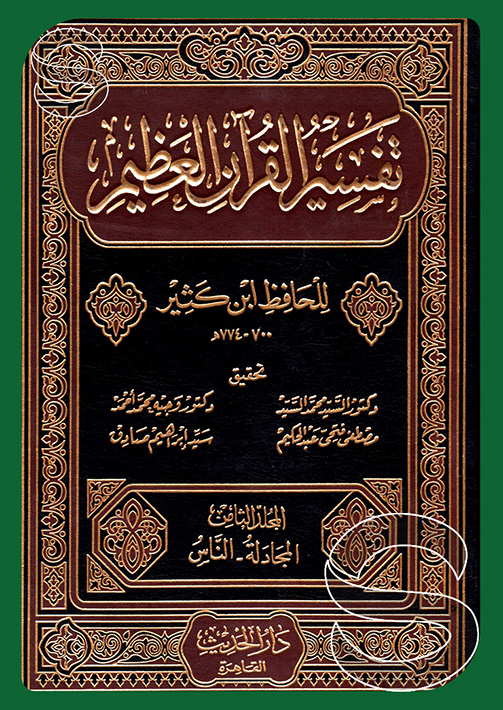 تفسير القرآن العظيم
للحافظ ابن كثير
٧٠٠-٧٧٤هـ
تحقيق
دكتور السيد محمد السيد دكتور وجيه محمد أحمد
مصطفى فتحي عبد الحكيم سيد إبراهيم صادق
المجلد الثامن
المجادلة - الناس
دار الحديث
القاهرة